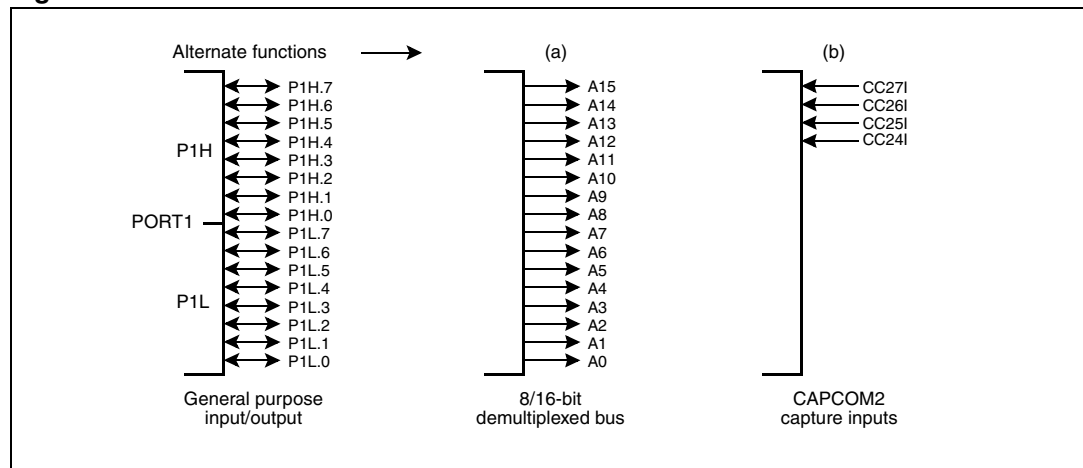 Alternate functions (a) (b)
P1H.7 A15 CC27I
P1H.6 A14 CC26I
P1H.5 A13 CC25I
P1H.4 A12 CC24I
P1H P1H.3 A11
P1H.2 A10
P1H.1 A9
P1H.0 A8
PORT1 P1L.7 A7
P1L.6 A6
P1L.5 A5
P1L.4 A4
P1L P1L.3 A3
P1L.2 A2
P1L.1 A1
P1L.0 A0
General purpose 8/16-bit CAPCOM2
input/output demultiplexed bus capture inputs